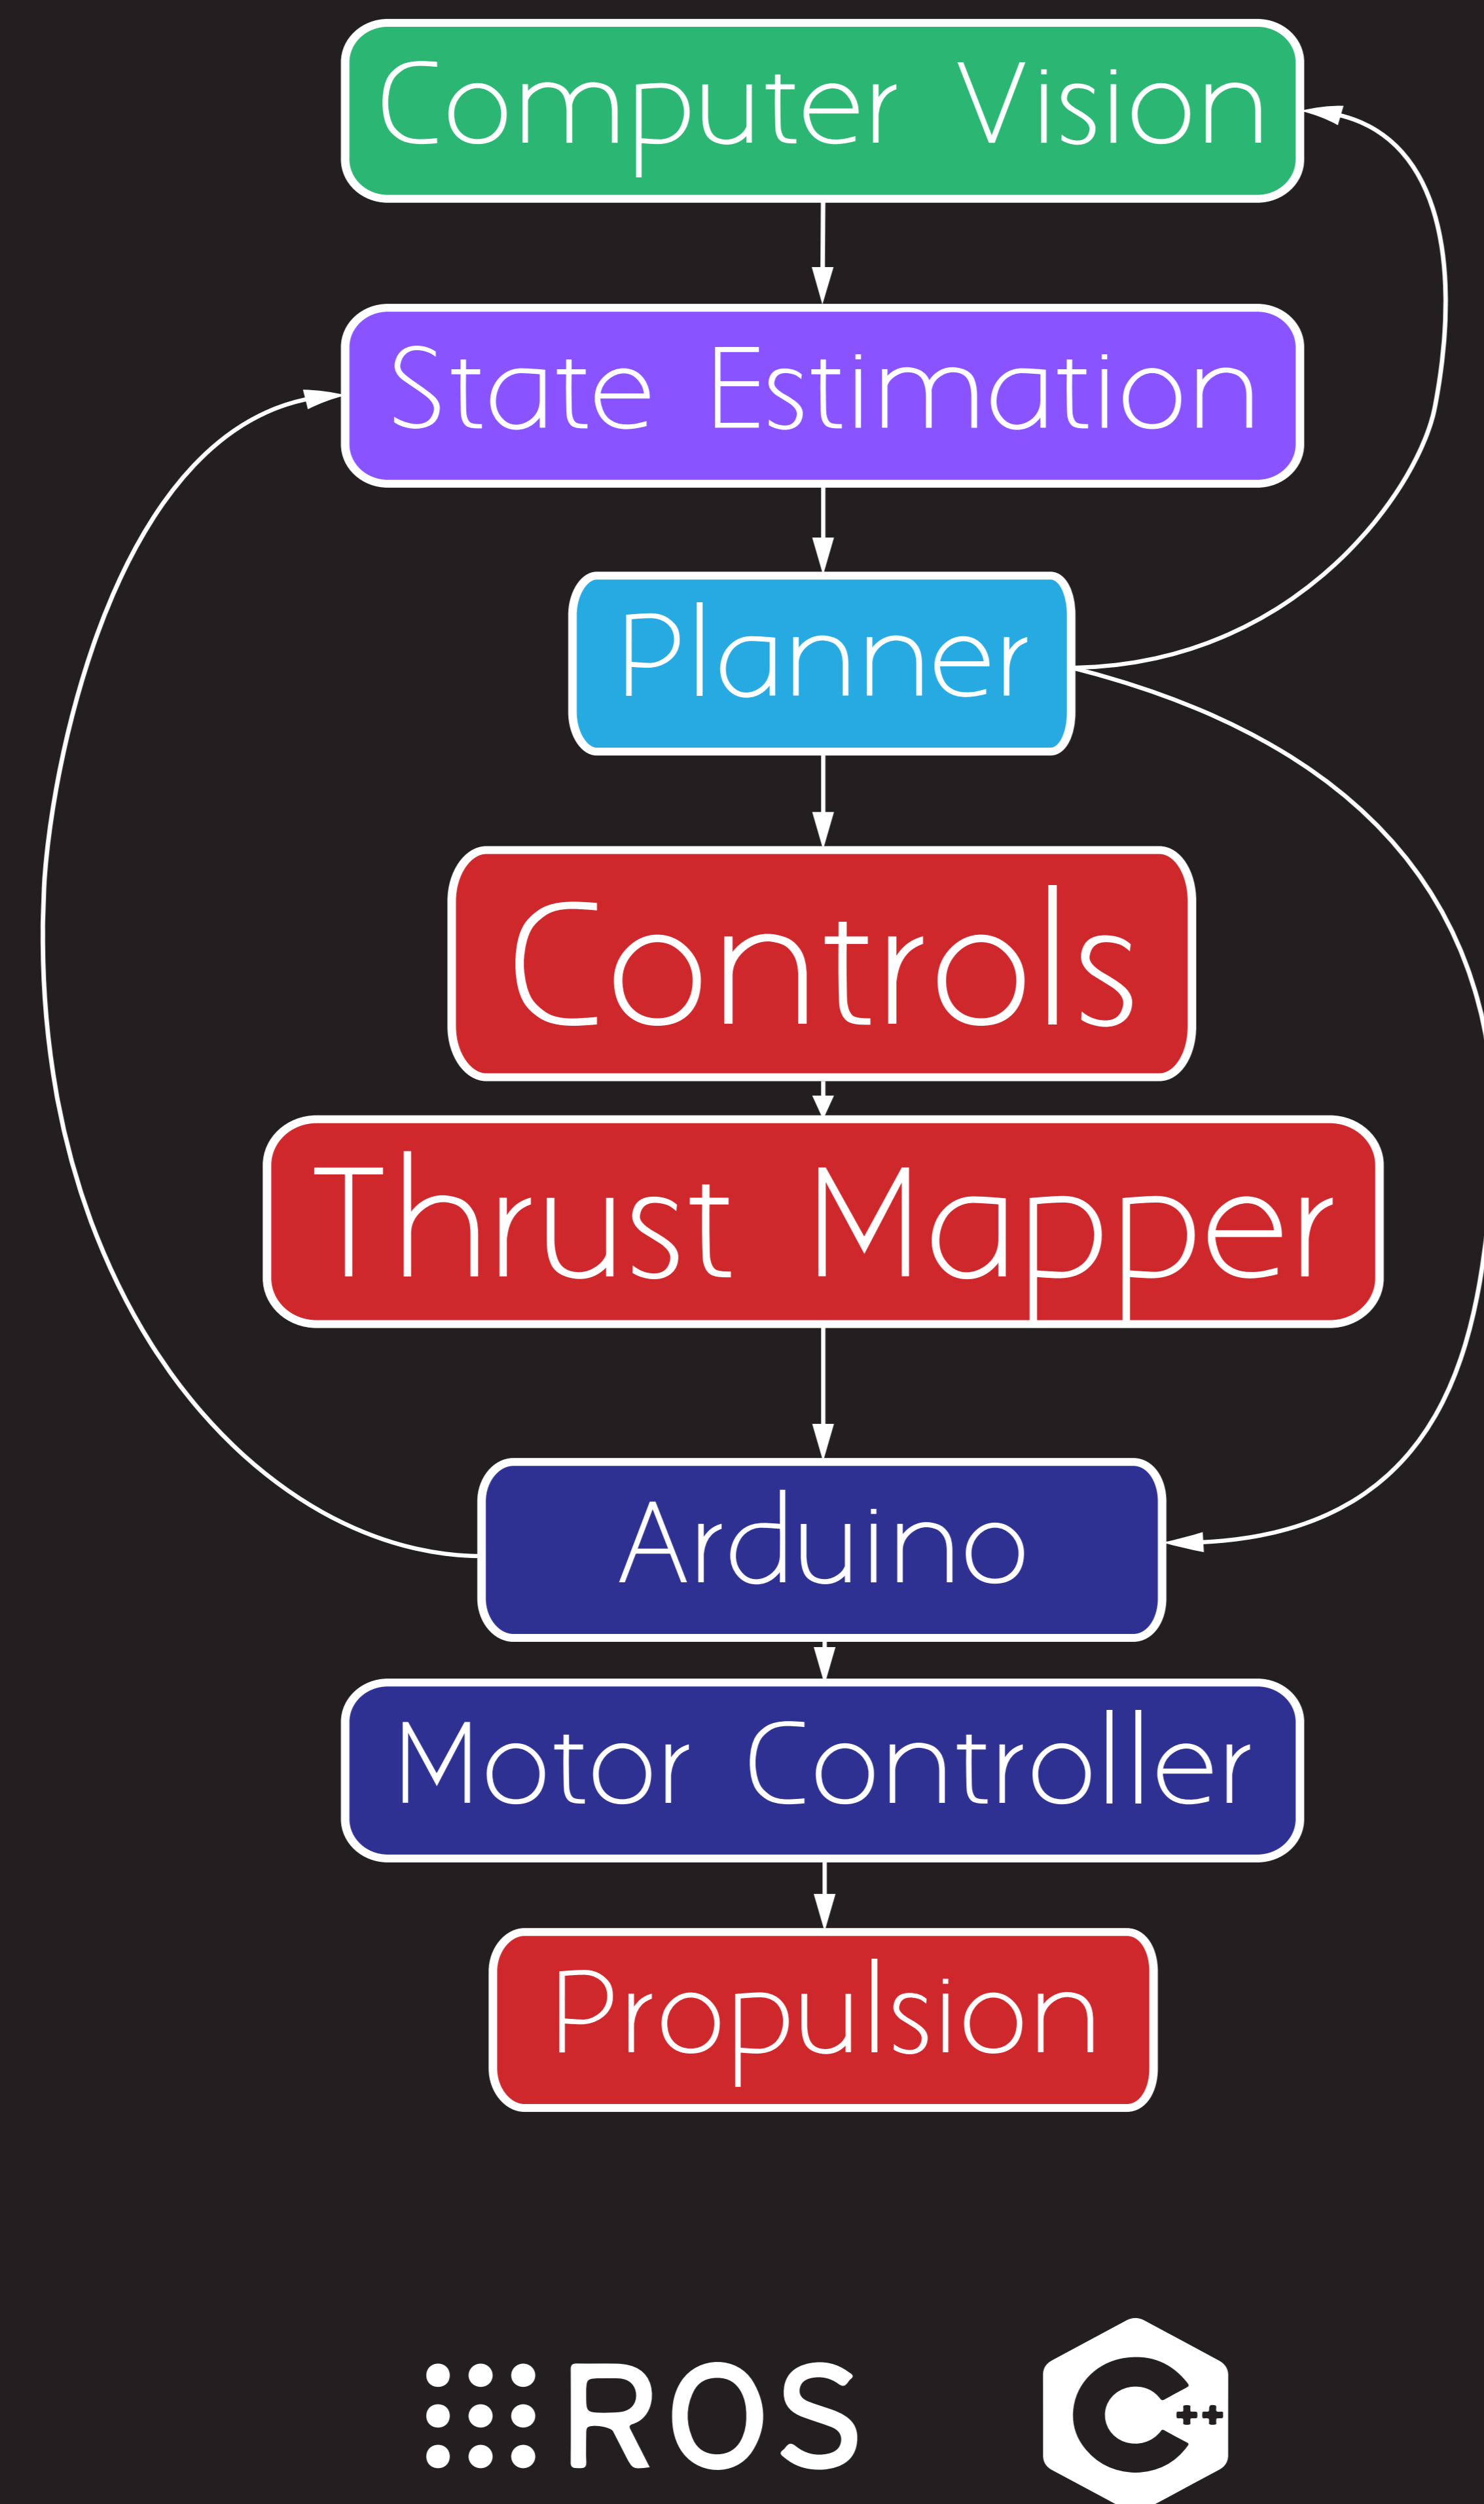 Computer Vision
State Estimation
Planner
Controls
Thrust Mapper
Arduino
Motor Controller
Propulsion
ROS
C++